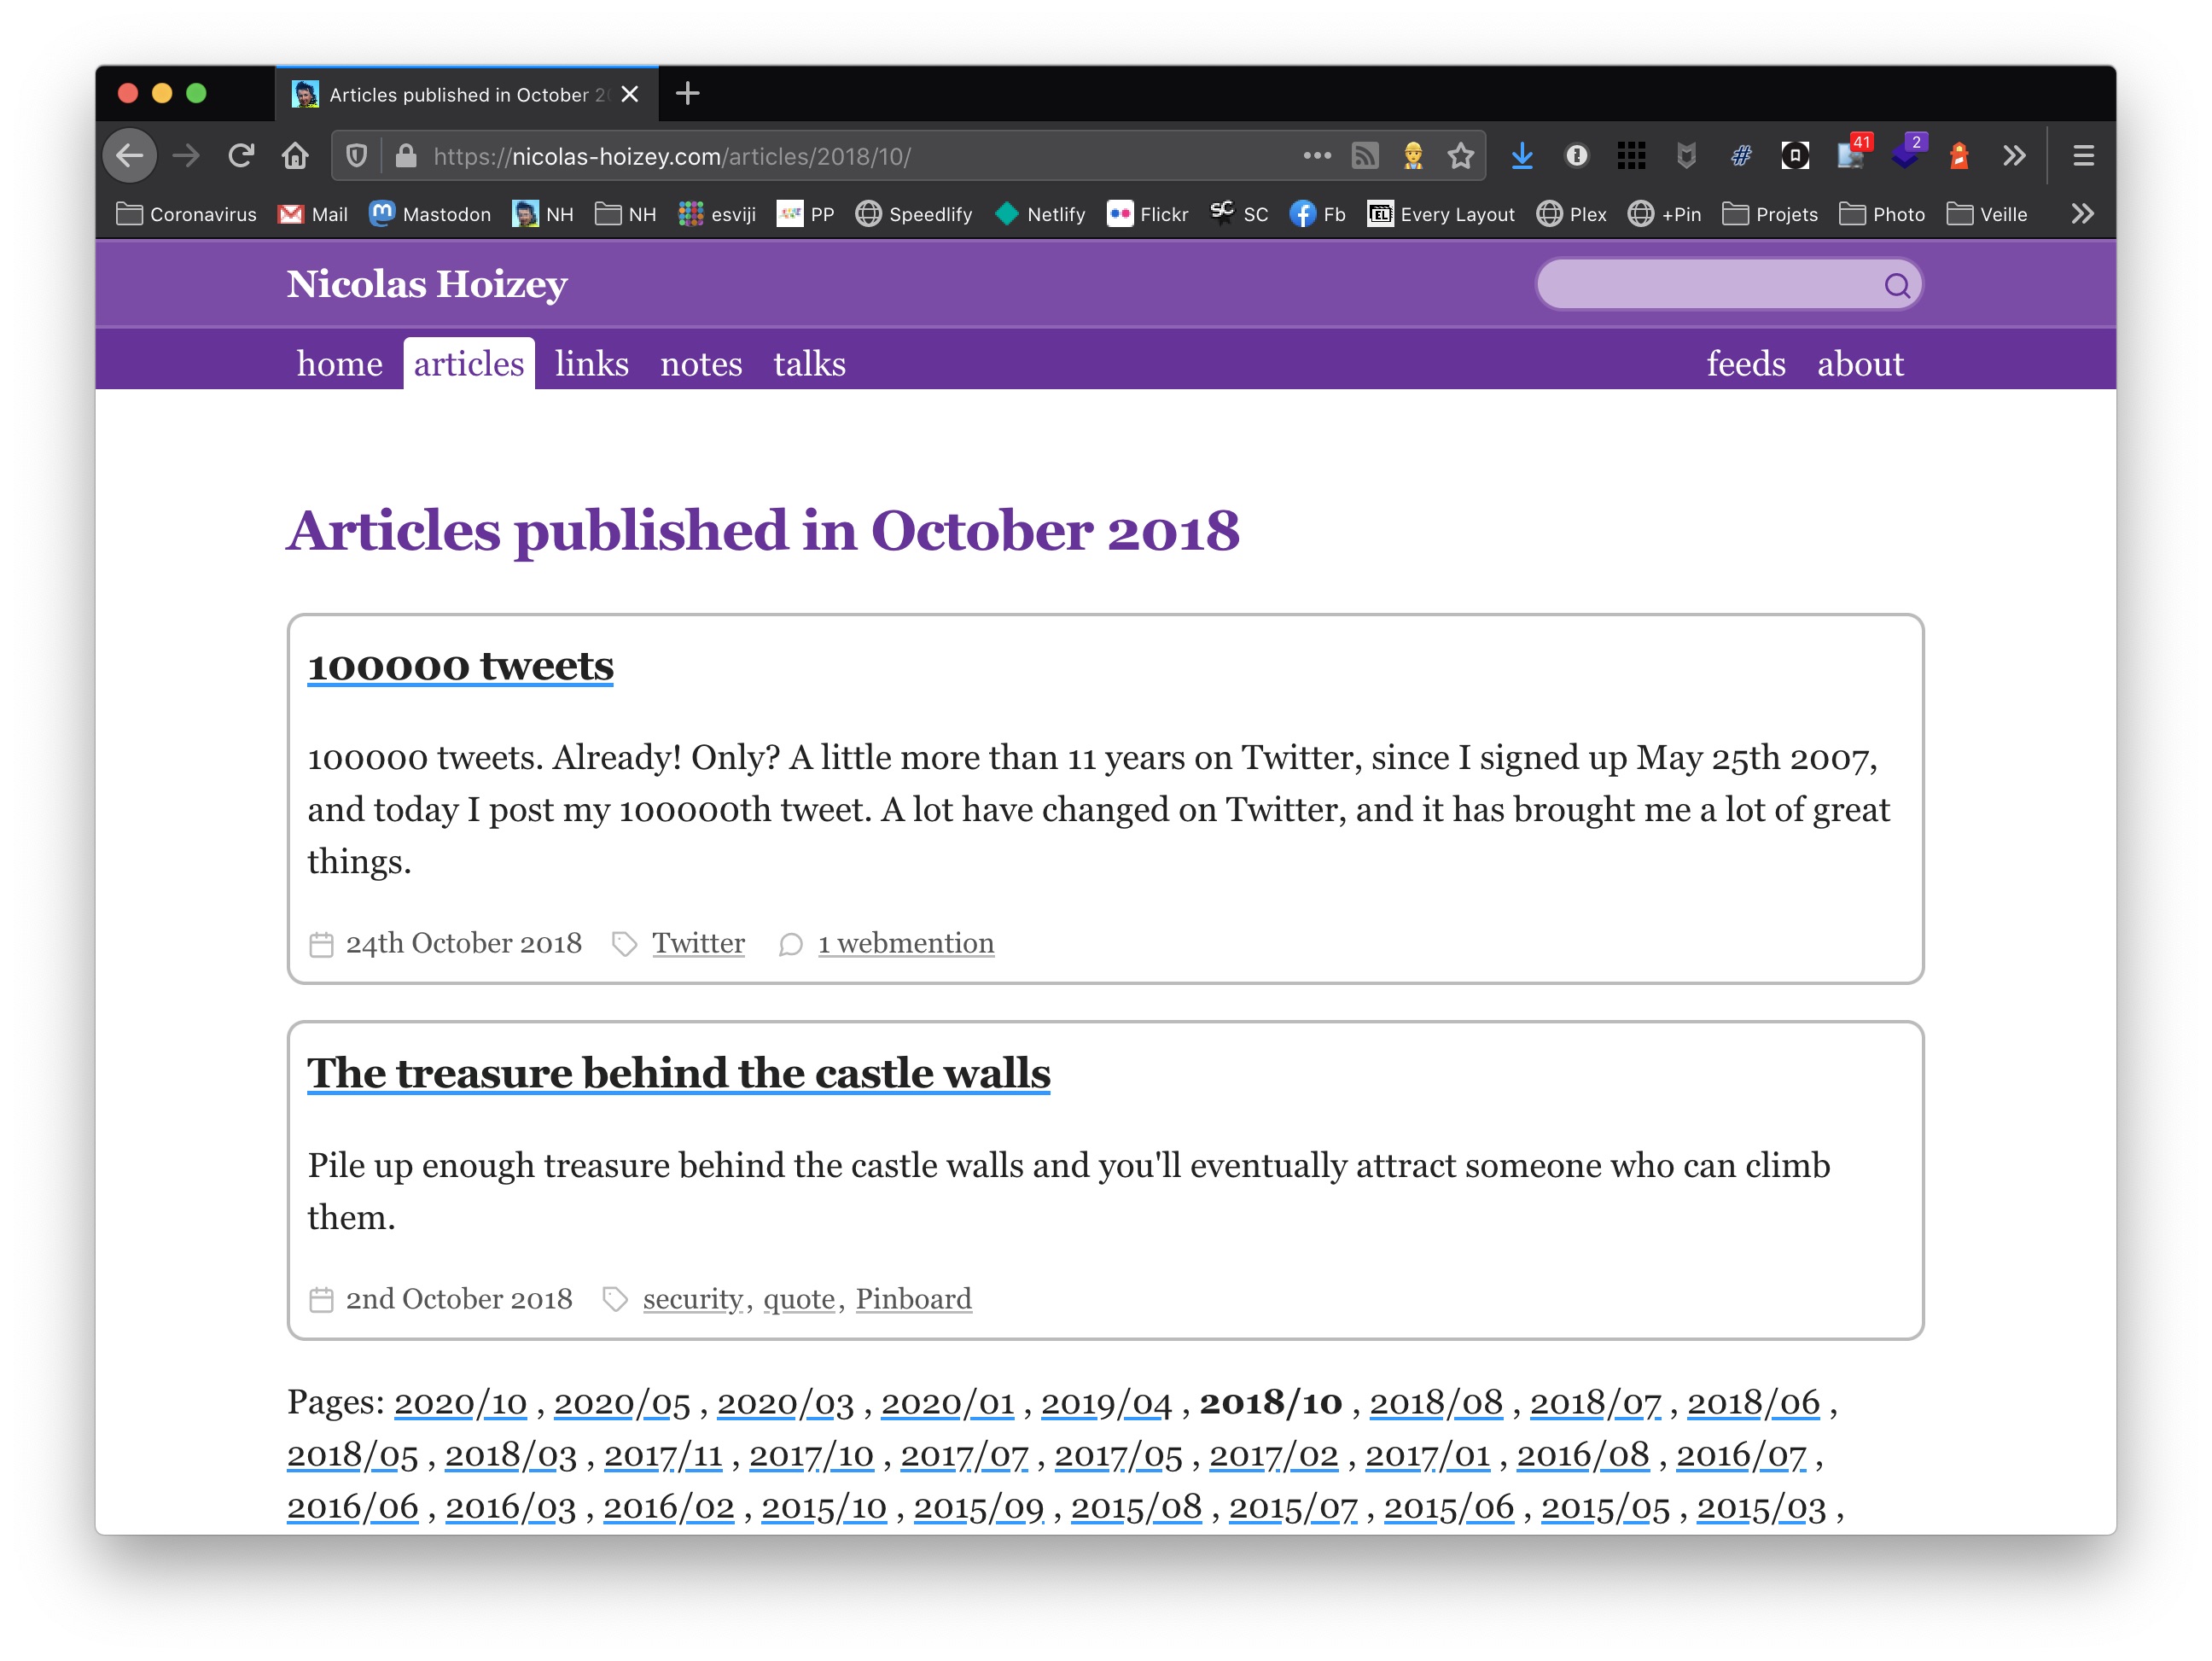 Articles published in October 2
41
2
https://nicolas-hoizey.com/articles/2018/10/
Coronavirus Mail Mastodon NH NH esviji PP Speedlify Netlify Flickr SC SC Fb EL Every Layout Plex +Pin Projets Photo Veille
Nicolas Hoizey
home articles links notes talks feeds about
Articles published in October 2018
100000 tweets
100000 tweets. Already! Only? A little more than 11 years on Twitter, since I signed up May 25th 2007,
and today I post my 100000th tweet. A lot have changed on Twitter, and it has brought me a lot of great
things.
24th October 2018 Twitter 1 webmention
The treasure behind the castle walls
Pile up enough treasure behind the castle walls and you'll eventually attract someone who can climb
them.
2nd October 2018 security, quote, Pinboard
Pages: 2020/10 , 2020/05 , 2020/03 , 2020/01 , 2019/04 , 2018/10 , 2018/08 , 2018/07 , 2018/06 ,
2018/05 , 2018/03 , 2017/11 , 2017/10 , 2017/07 , 2017/05 , 2017/02 , 2017/01 , 2016/08 , 2016/07 ,
2016/06 , 2016/03 , 2016/02 , 2015/10 , 2015/09 , 2015/08 , 2015/07 , 2015/06 , 2015/05 , 2015/03 ,